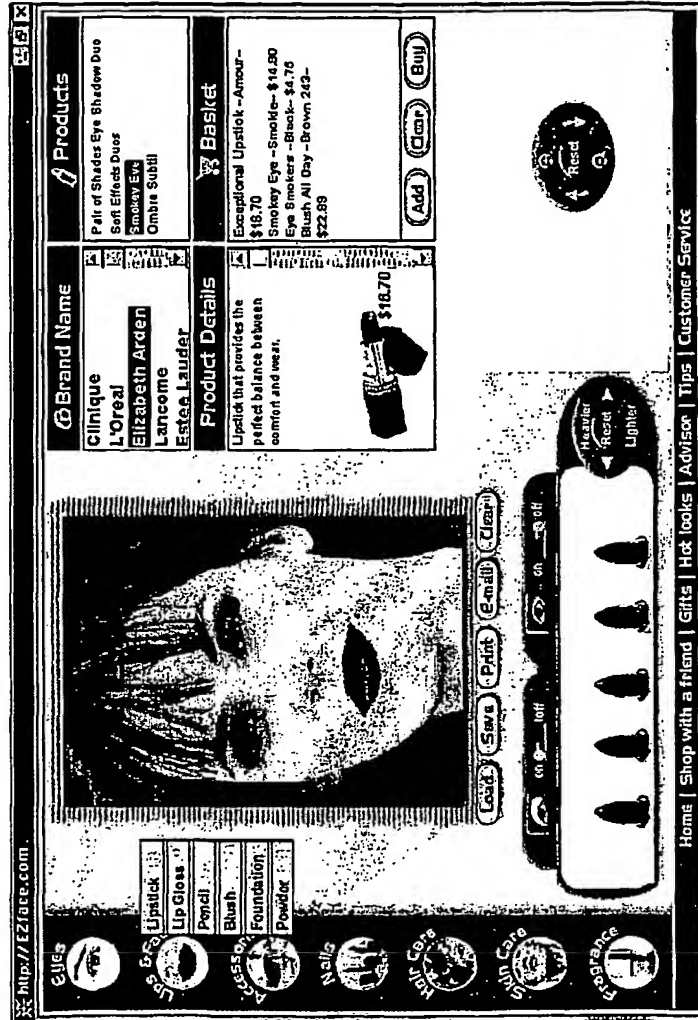 http://EZface.com
Eyes
Lips & Fa
Accessor
Nails
Hair Care
Skin Care
Fragrance
Lipstick
Lip Gloss
Pencil
Blush
Foundation
Powder
Load
Save
Print
E-mail
Clear
on
off
on
off
Heavier
Reset
Lighter
Brand Name
Clinique
L'Oreal
Elizabeth Arden
Lancome
Estee Lauder
Products
Pair of Shades Eye Shadow Duo
Soft Effects Duos
Smokey Eye
Ombre Subtil
Product Details
Lipstick that provides the
perfect balance between
comfort and wear.
$18.70
Basket
Exceptional Lipstick -Amour-
$18.70
Smokey Eye -Smokie- $14.80
Eye Smokers -Black- $4.75
Blush All Day -Brown 243-
$22.89
Add
Clear
Buy
Reset
Home | Shop with a friend | Gifts | Hot looks | Advisor | Tips | Customer Service